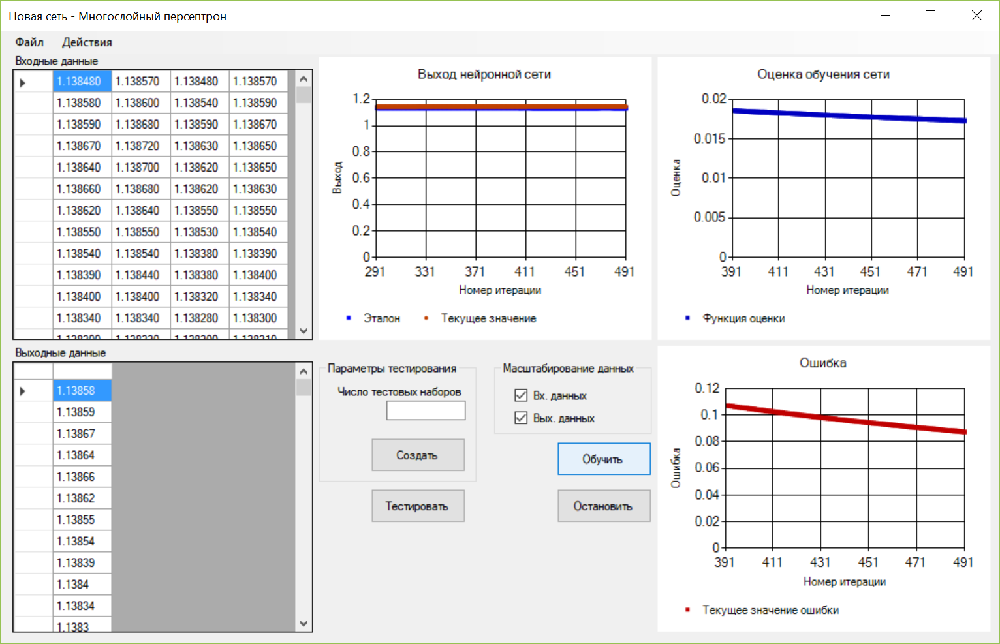 Новая сеть - Многослойный персептрон
Файл Действия
Входные данные
1.138480 1.138570 1.138480 1.138570
1.138580 1.138600 1.138540 1.138590
1.138590 1.138680 1.138590 1.138670
1.138670 1.138720 1.138630 1.138650
1.138640 1.138700 1.138620 1.138650
1.138660 1.138680 1.138620 1.138630
1.138620 1.138640 1.138550 1.138550
1.138550 1.138550 1.138530 1.138540
1.138540 1.138540 1.138380 1.138390
1.138390 1.138440 1.138380 1.138400
1.138400 1.138400 1.138320 1.138340
1.138340 1.138340 1.138280 1.138300
Выход нейронной сети
1.2
1
0.8
0.6
0.4
0.2
0
Выход
291 331 371 411 451 491
Номер итерации
Эталон Текущее значение
Оценка обучения сети
0.02
0.015
0.01
0.005
0
Оценка
391 411 431 451 471 491
Номер итерации
Функция оценки
Выходные данные
1.13858
1.13859
1.13867
1.13864
1.13866
1.13862
1.13855
1.13854
1.13839
1.1384
1.13834
1.1383
Параметры тестирования
Число тестовых наборов
Создать
Тестировать
Масштабирование данных
Вх. данных
Вых. данных
Обучить
Остановить
Ошибка
0.12
0.1
0.08
0.06
0.04
0.02
0
Ошибка
391 411 431 451 471 491
Номер итерации
Текущее значение ошибки